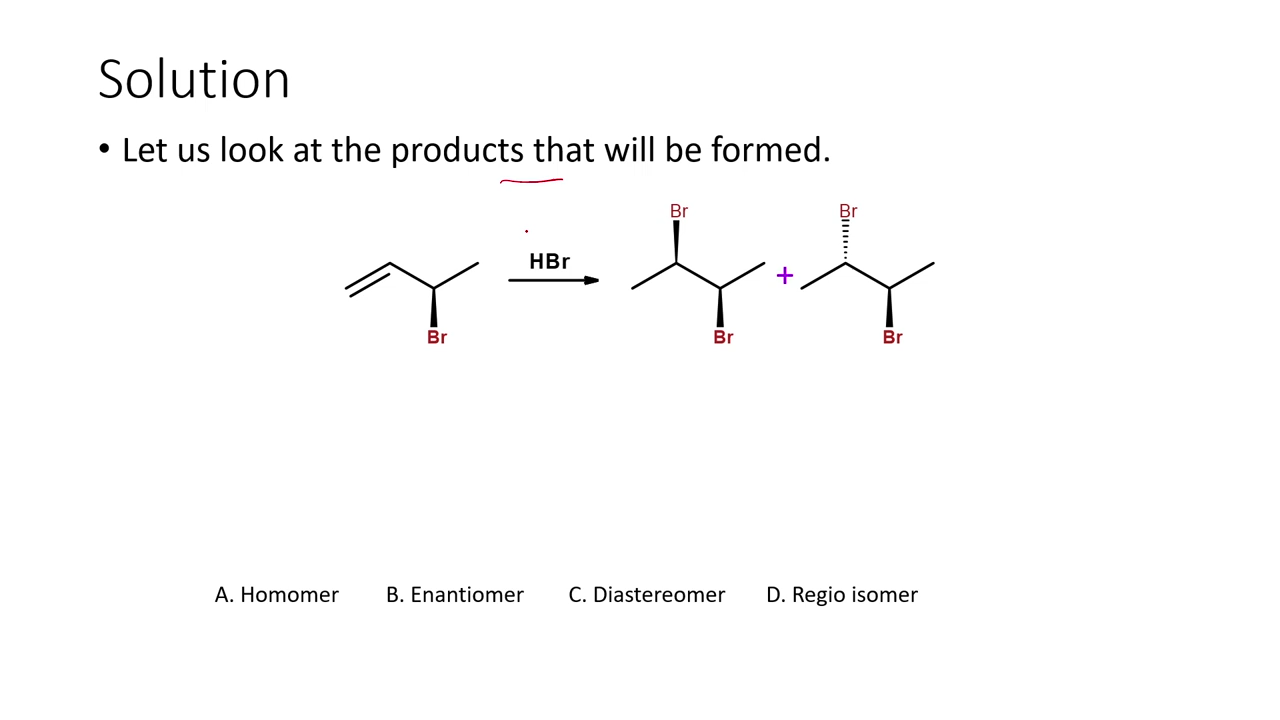 Solution
• Let us look at the products that will be formed.
Br Br
HBr
+
Br Br Br
A. Homomer B. Enantiomer C. Diastereomer D. Regio isomer